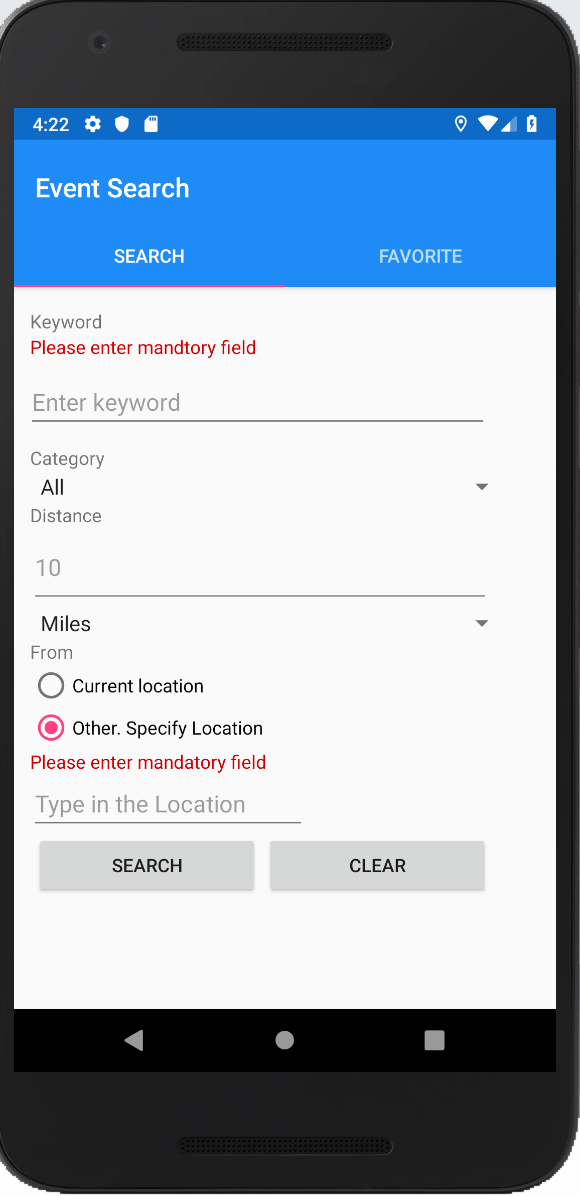 4:22
Event Search
SEARCH FAVORITE
Keyword
Please enter mandtory field
Enter keyword
Category
All
Distance
10
Miles
From
Current location
Other. Specify Location
Please enter mandatory field
Type in the Location
SEARCH CLEAR